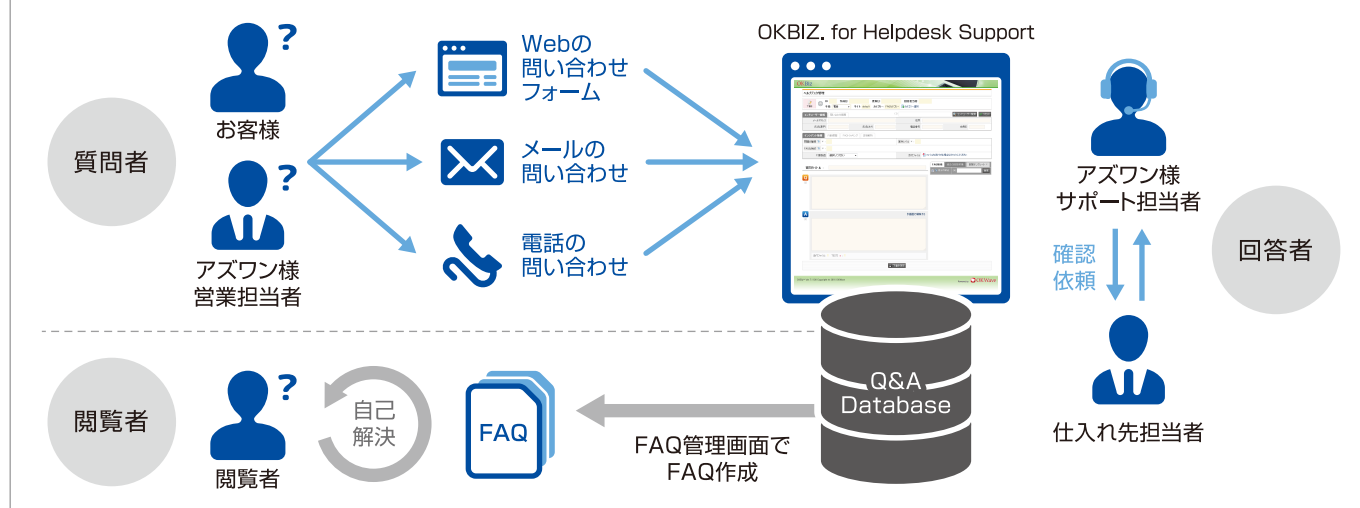 質問者
お客様
アズワン様
営業担当者
Webの
問い合わせ
フォーム
メールの
問い合わせ
電話の
問い合わせ
OKBIZ. for Helpdesk Support
アズワン様
サポート担当者
確認
依頼
仕入れ先担当者
回答者
閲覧者
閲覧者
自己
解決
FAQ
FAQ管理画面で
FAQ作成
Q&A
Database